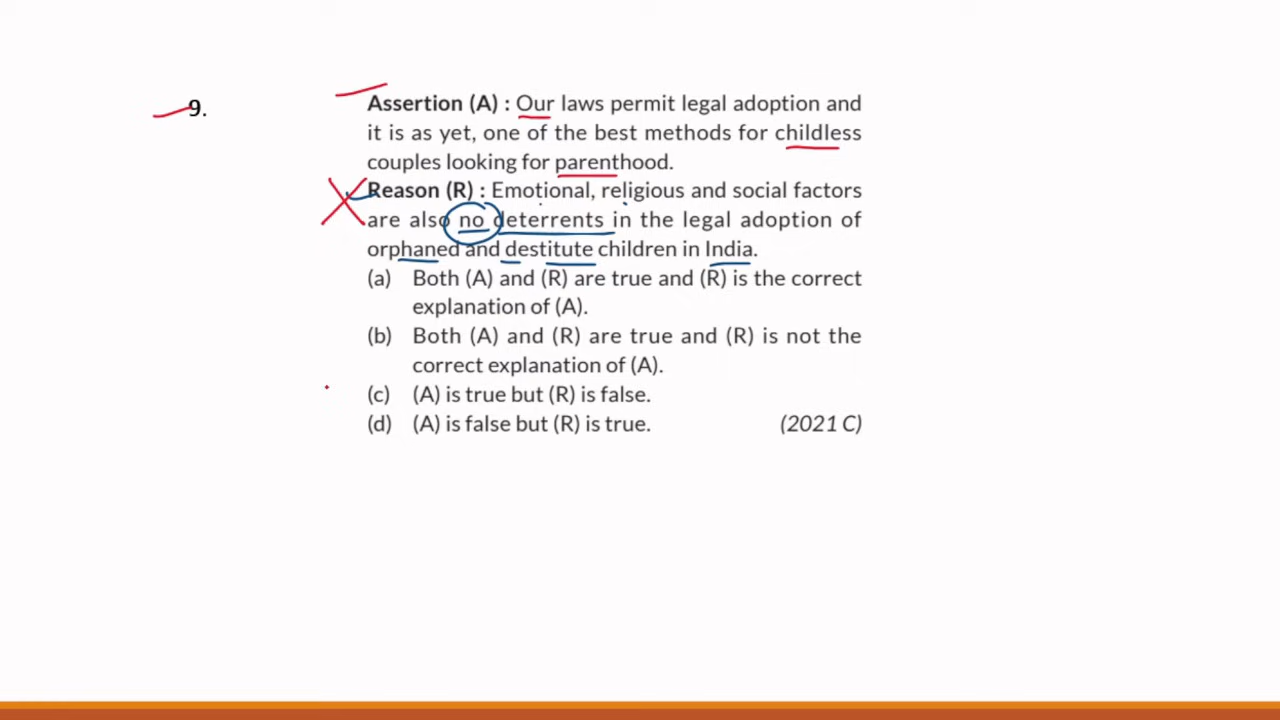 9.
Assertion (A) : Our laws permit legal adoption and
it is as yet, one of the best methods for childless
couples looking for parenthood.
Reason (R) : Emotional, religious and social factors
are also no deterrents in the legal adoption of
orphaned and destitute children in India.
(a) Both (A) and (R) are true and (R) is the correct
explanation of (A).
(b) Both (A) and (R) are true and (R) is not the
correct explanation of (A).
(c) (A) is true but (R) is false.
(d) (A) is false but (R) is true. (2021 C)